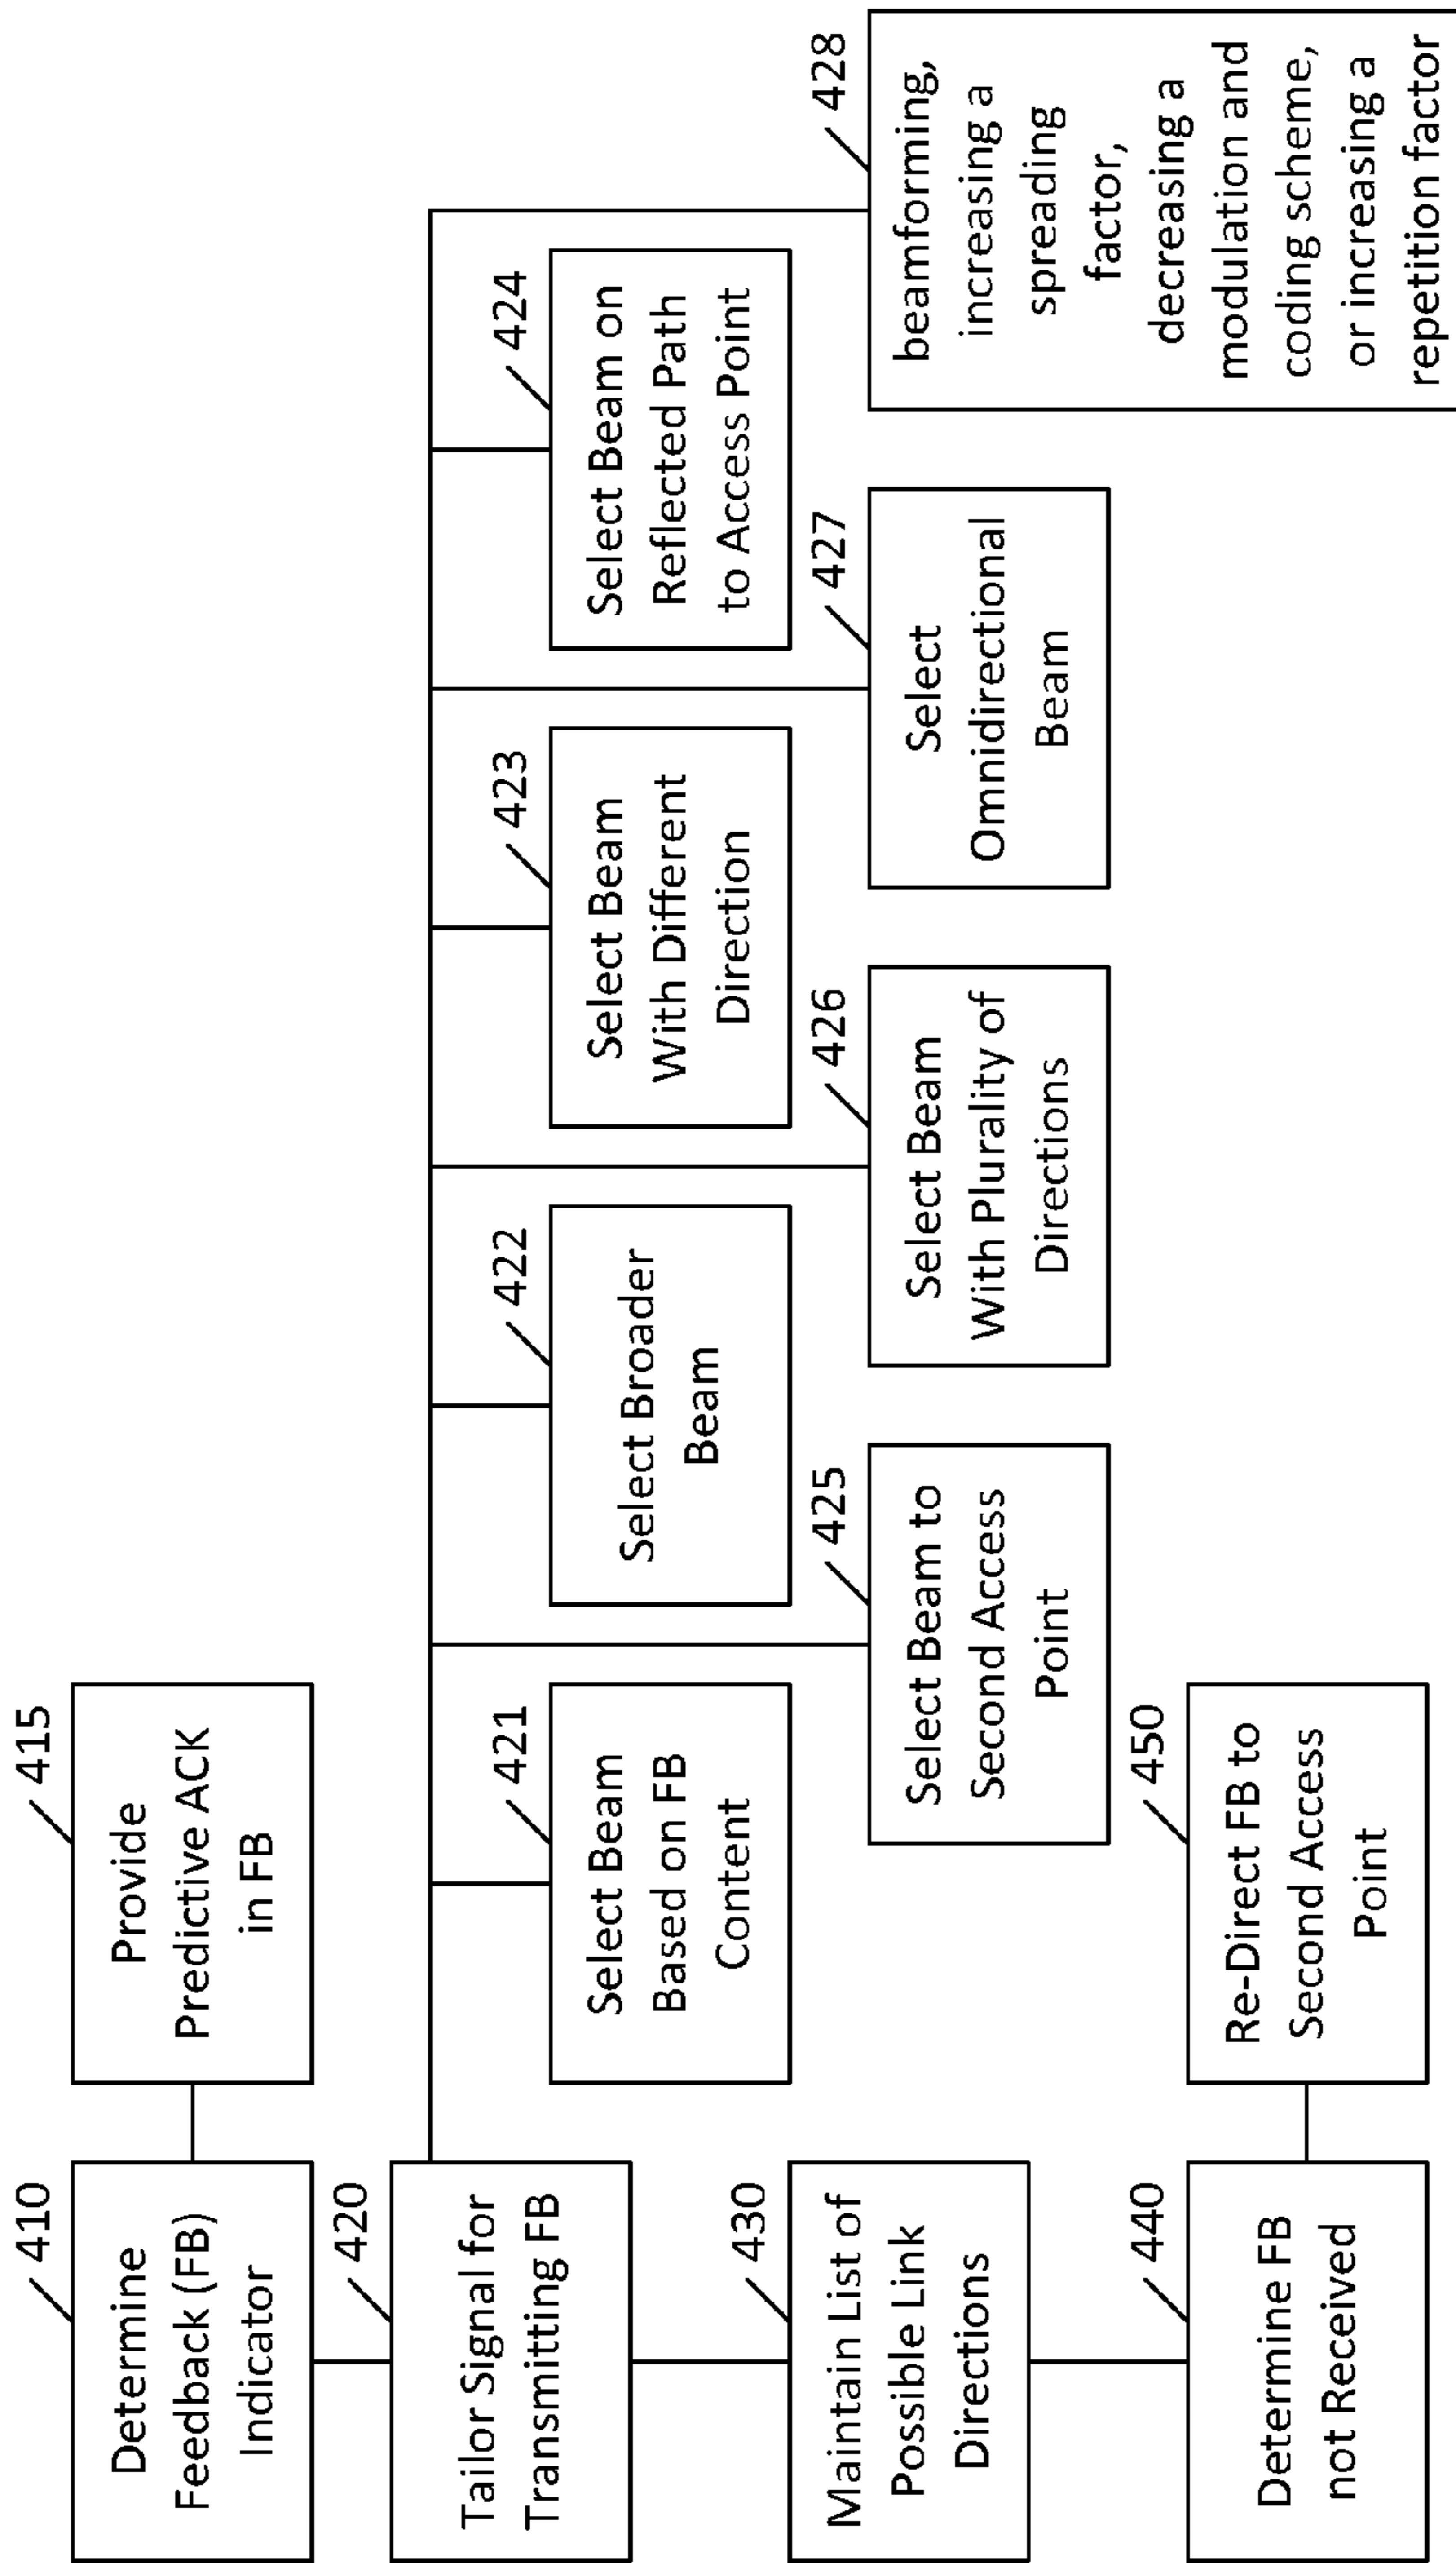 410
Determine
Feedback (FB)
Indicator
415
Provide
Predictive ACK
in FB
420
Tailor Signal for
Transmitting FB
421
Select Beam
Based on FB
Content
422
Select Broader
Beam
423
Select Beam
With Different
Direction
424
Select Beam on
Reflected Path
to Access Point
425
Select Beam to
Second Access
Point
426
Select Beam
With Plurality of
Directions
427
Select
Omnidirectional
Beam
428
beamforming,
increasing a
spreading
factor,
decreasing a
modulation and
coding scheme,
or increasing a
repetition factor
430
Maintain List of
Possible Link
Directions
440
Determine FB
not Received
450
Re-Direct FB to
Second Access
Point